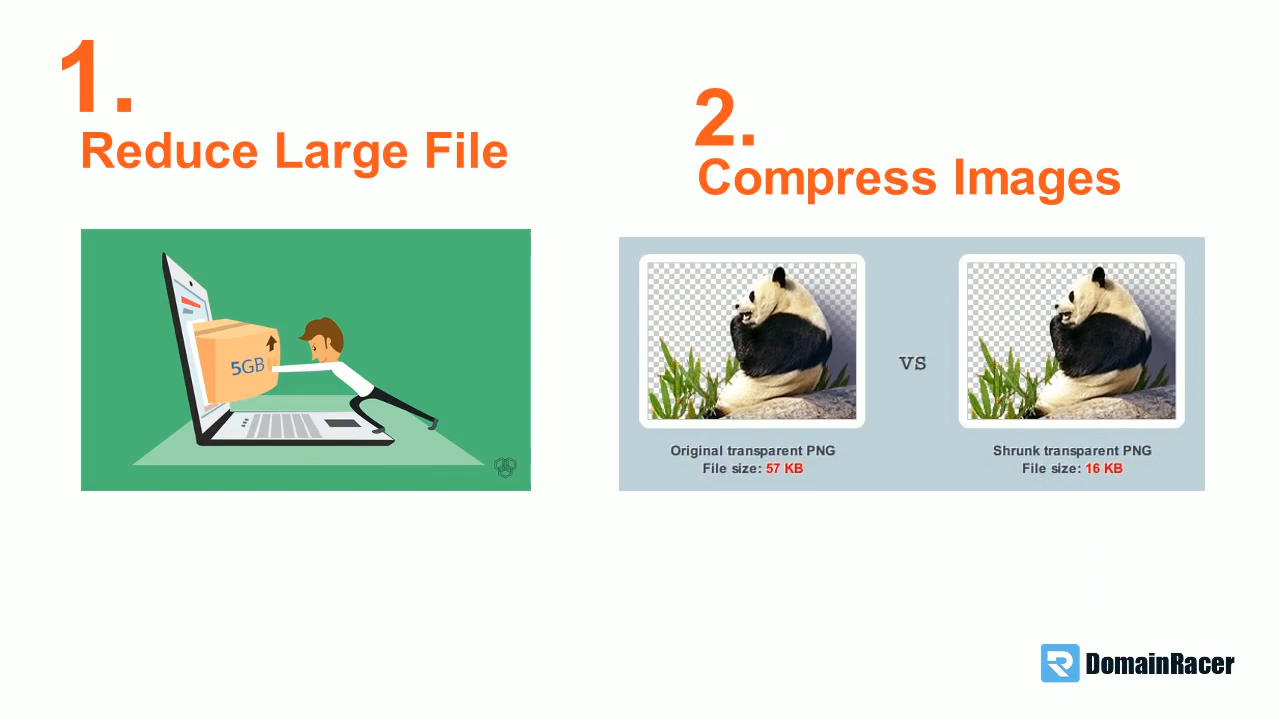 1.
Reduce Large File
5GB
2.
Compress Images
vs
Original transparent PNG
File size: 57 KB
Shrunk transparent PNG
File size: 16 KB
DomainRacer